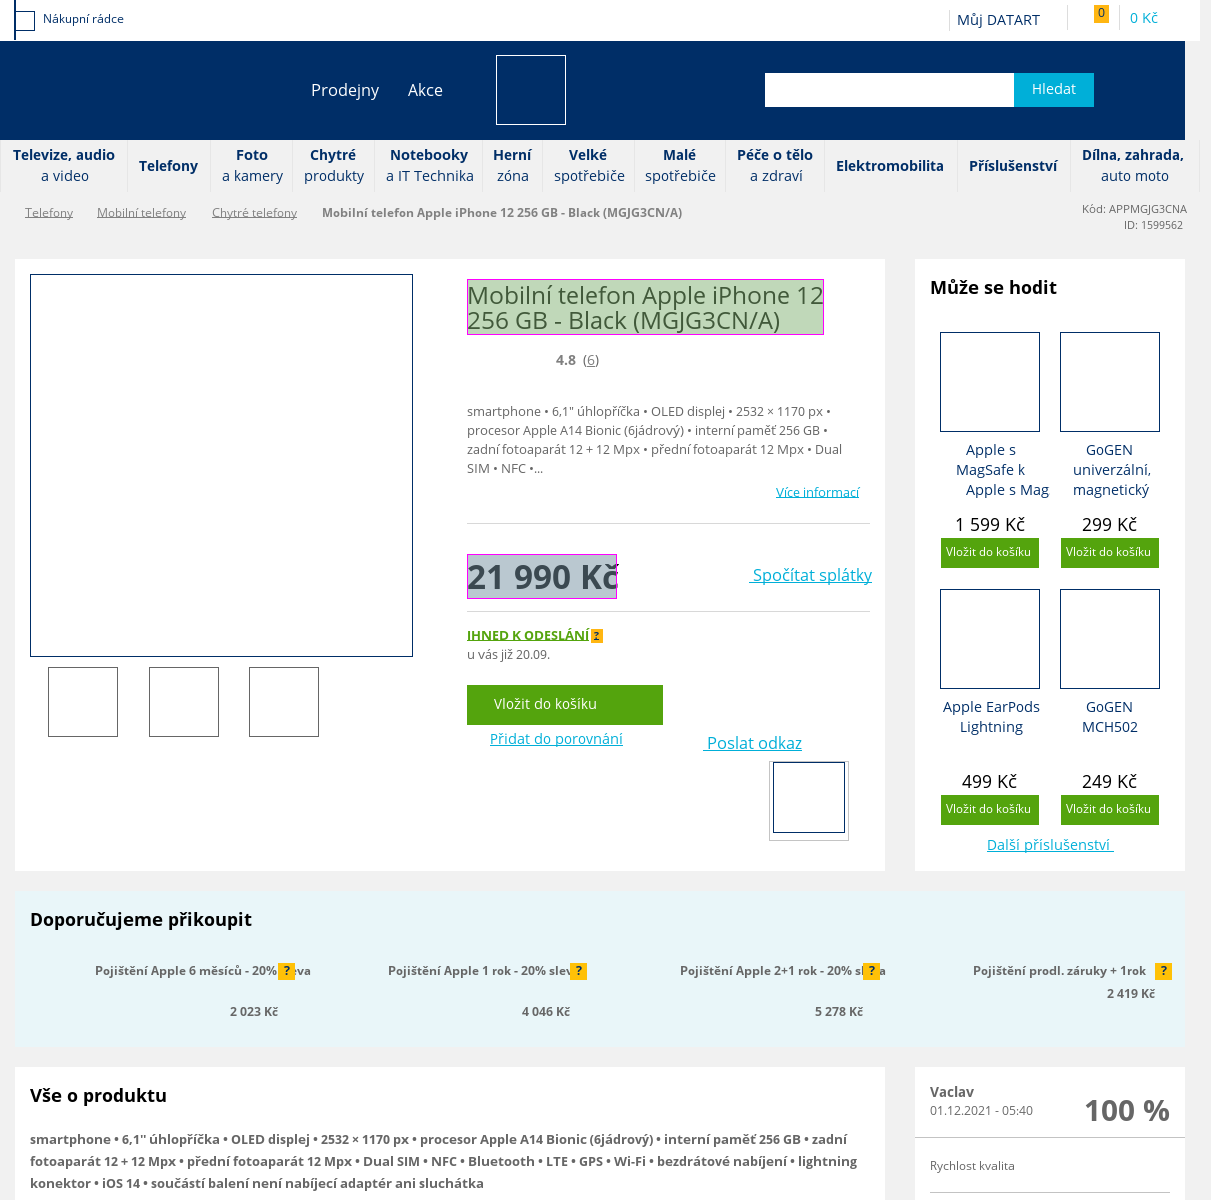 Nákupní rádce
Můj DATART
0
0 Kč
Prodejny
Akce
Hledat
Televize, audio
a video
Telefony
Foto
a kamery
Chytré
produkty
Notebooky
a IT Technika
Herní
zóna
Velké
spotřebiče
Malé
spotřebiče
Péče o tělo
a zdraví
Elektromobilita
Příslušenství
Dílna, zahrada,
auto moto
Telefony
Mobilní telefony
Chytré telefony
Mobilní telefon Apple iPhone 12 256 GB - Black (MGJG3CN/A)
Kód: APPMGJG3CNA
ID: 1599562
Mobilní telefon Apple iPhone 12
256 GB - Black (MGJG3CN/A)
4.8 (6)
smartphone • 6,1" úhlopříčka • OLED displej • 2532 × 1170 px •
procesor Apple A14 Bionic (6jádrový) • interní paměť 256 GB •
zadní fotoaparát 12 + 12 Mpx • přední fotoaparát 12 Mpx • Dual
SIM • NFC •...
Více informací
21 990 Kč
Spočítat splátky
IHNED K ODESLÁNÍ ?
u vás již 20.09.
Vložit do košíku
Přidat do porovnání
Poslat odkaz
Může se hodit
Apple s
MagSafe k
Apple s Mag
1 599 Kč
Vložit do košíku
GoGEN
univerzální,
magnetický
299 Kč
Vložit do košíku
Apple EarPods
Lightning
499 Kč
Vložit do košíku
GoGEN
MCH502
249 Kč
Vložit do košíku
Další příslušenství
Doporučujeme přikoupit
Pojištění Apple 6 měsíců - 20% ?
2 023 Kč
Pojištění Apple 1 rok - 20% ?
4 046 Kč
Pojištění Apple 2+1 rok - 20% ?
5 278 Kč
Pojištění prodl. záruky + 1rok ?
2 419 Kč
Vše o produktu
smartphone • 6,1'' úhlopříčka • OLED displej • 2532 × 1170 px • procesor Apple A14 Bionic (6jádrový) • interní paměť 256 GB • zadní
fotoaparát 12 + 12 Mpx • přední fotoaparát 12 Mpx • Dual SIM • NFC • Bluetooth • LTE • GPS • Wi-Fi • bezdrátové nabíjení • lightning
konektor • iOS 14 • součástí balení není nabíjecí adaptér ani sluchátka
Vaclav
01.12.2021 - 05:40
100 %
Rychlost kvalita